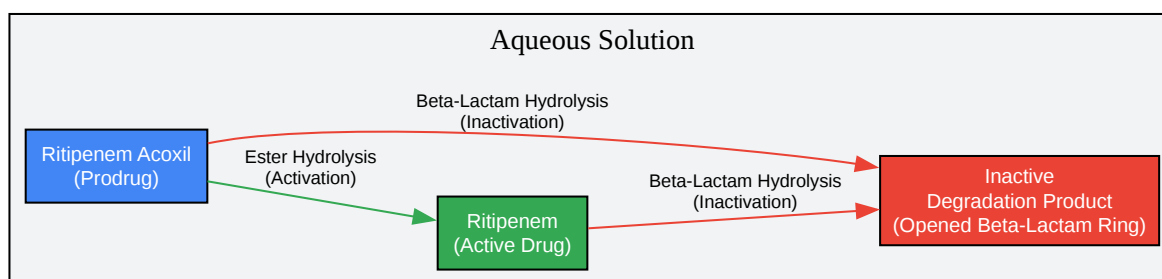 Aqueous Solution
Beta-Lactam Hydrolysis
(Inactivation)
Ritipenem Acoxil
(Prodrug)
Ester Hydrolysis
(Activation)
Beta-Lactam Hydrolysis
(Inactivation)
Ritipenem
(Active Drug)
Inactive
Degradation Product
(Opened Beta-Lactam Ring)